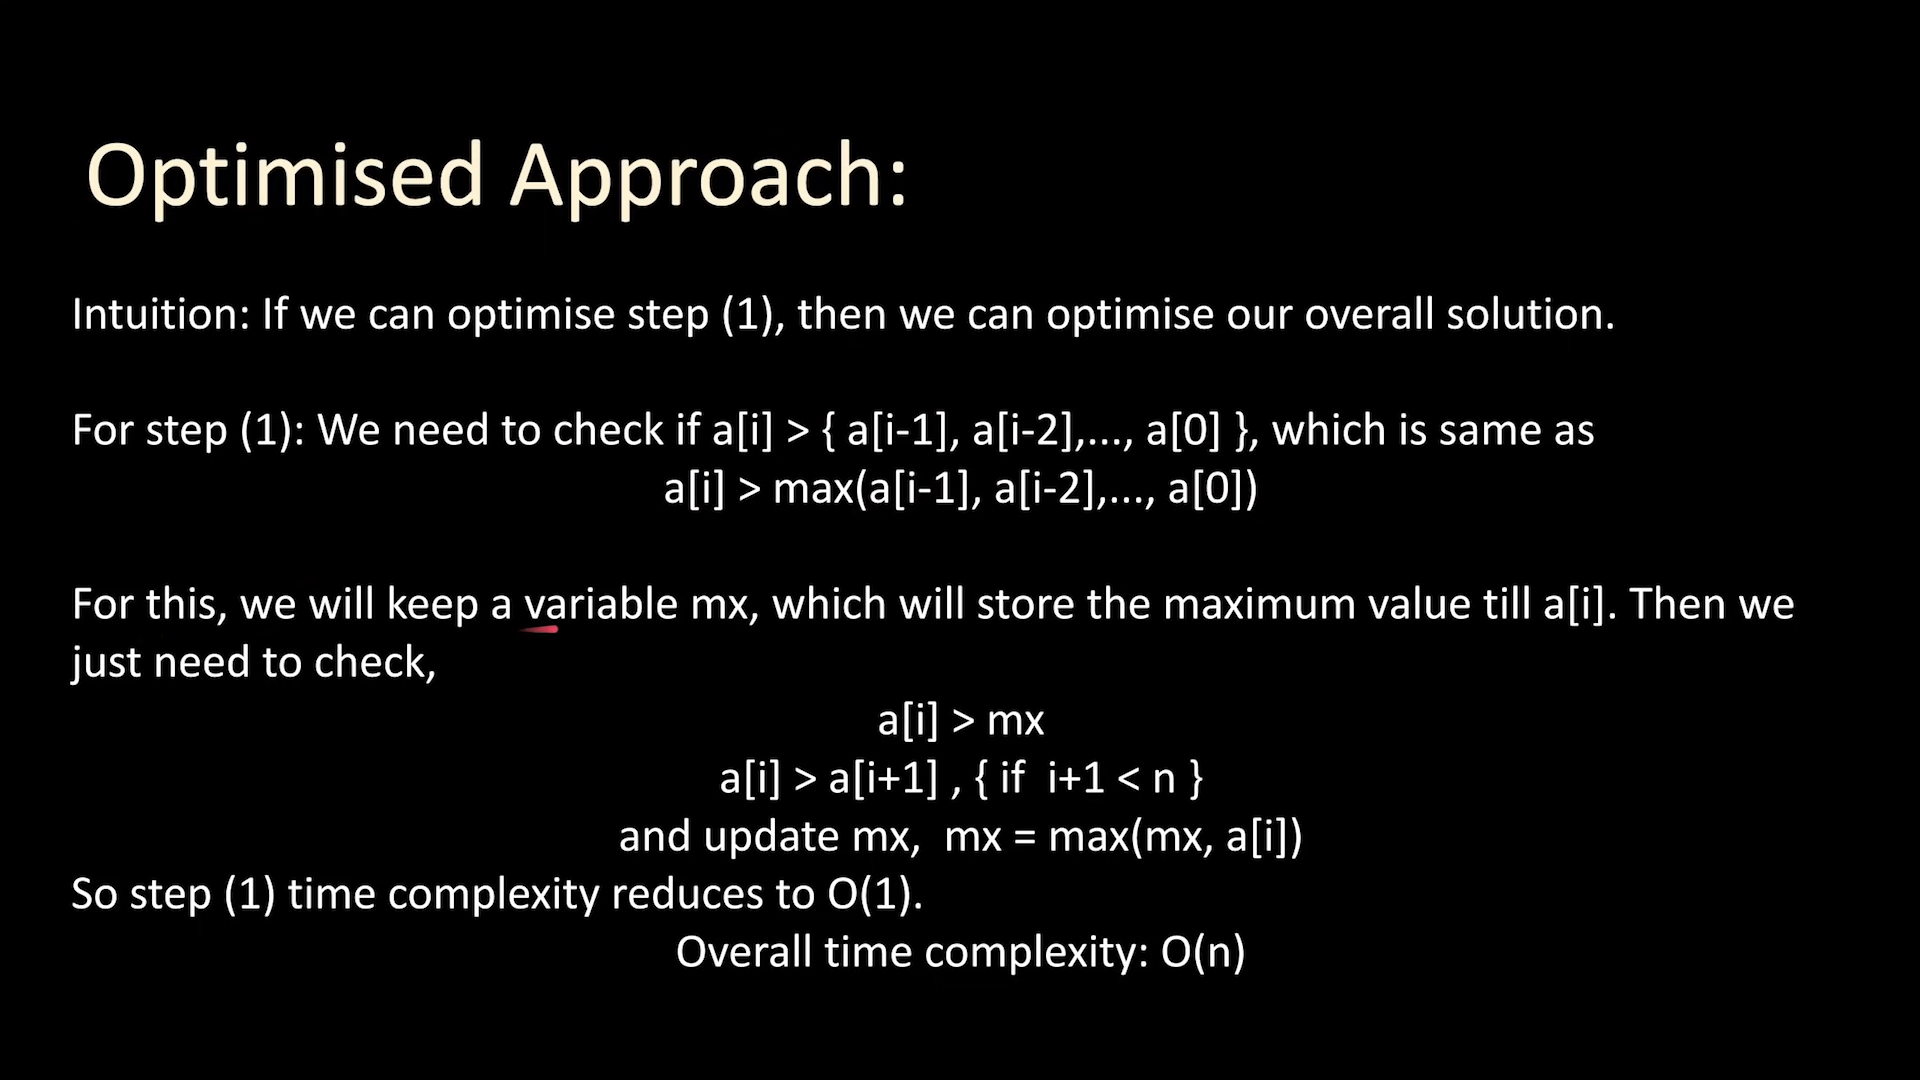 Optimised Approach:
Intuition: If we can optimise step (1), then we can optimise our overall solution.
For step (1): We need to check if a[i] > { a[i-1], a[i-2],..., a[0] }, which is same as
a[i] > max(a[i-1], a[i-2],..., a[0])
For this, we will keep a variable mx, which will store the maximum value till a[i]. Then we
just need to check,
a[i] > mx
a[i] > a[i+1] , { if  i+1 < n }
and update mx,  mx = max(mx, a[i])
So step (1) time complexity reduces to O(1).
Overall time complexity: O(n)